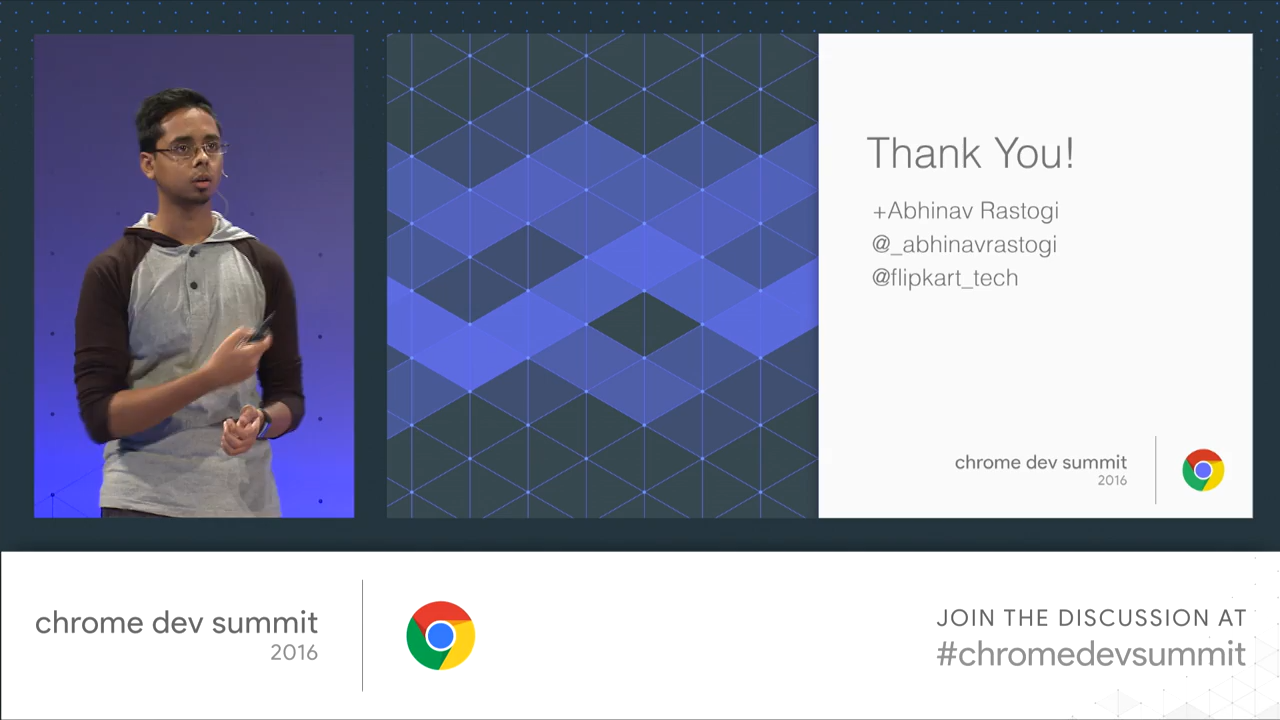 Thank You!
+Abhinav Rastogi
@_abhinavrastogi
@flipkart_tech
chrome dev summit
2016
chrome dev summit
2016
JOIN THE DISCUSSION AT
#chromedevsummit